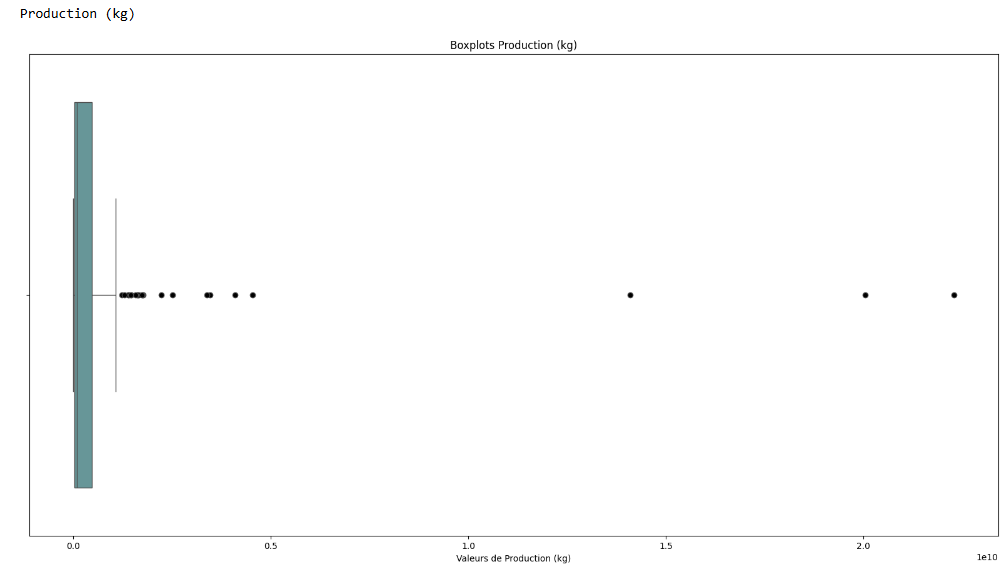 Production (kg)
Boxplots Production (kg)
0.0 0.5 1.0 1.5 2.0
1e10
Valeurs de Production (kg)